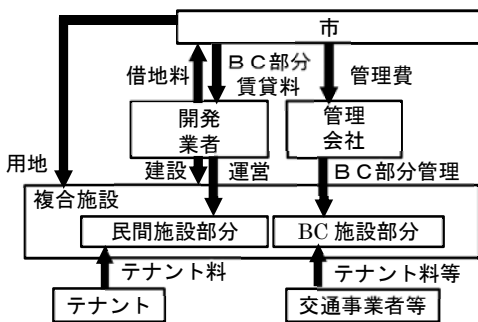 市
借地料
ＢＣ部分
賃貸料
管理費
開発
業者
管理
会社
用地
建設
運営
ＢＣ部分管理
複合施設
民間施設部分
BC 施設部分
テナント料
テナント料等
テナント
交通事業者等